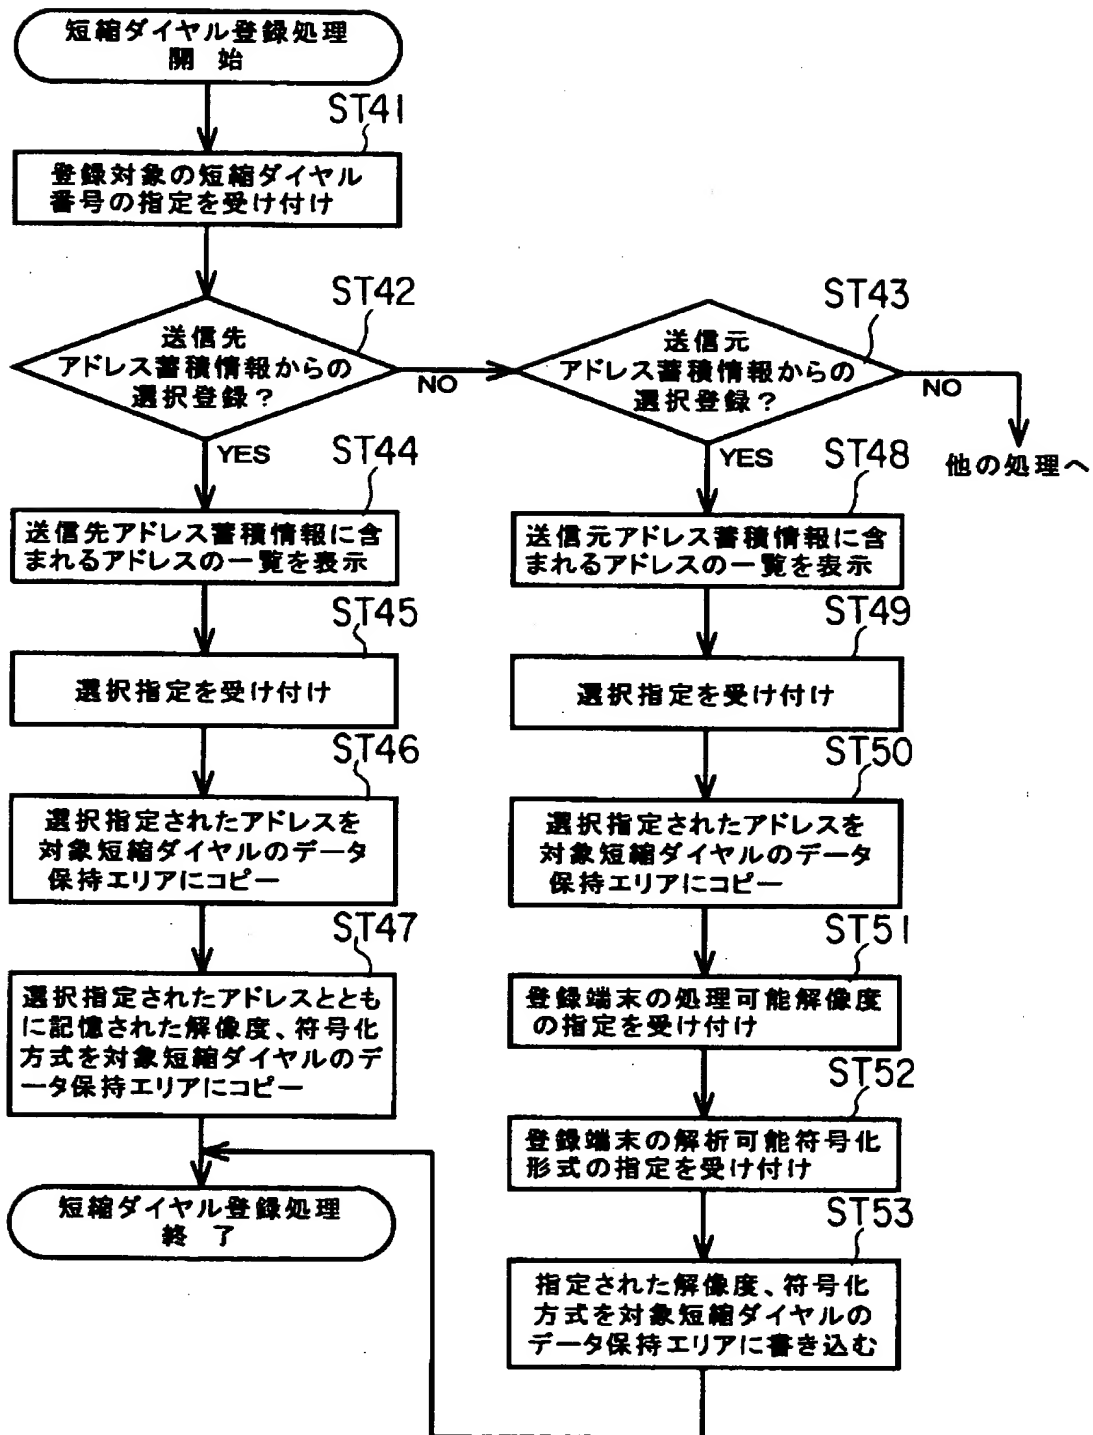 短縮ダイヤル登録処理
開 始
ST41
登録対象の短縮ダイヤル
番号の指定を受け付け
ST42
送信先
アドレス蓄積情報からの
選択登録?
NO
YES
ST43
送信元
アドレス蓄積情報からの
選択登録?
NO
他の処理へ
YES
ST44
送信先アドレス蓄積情報に含
まれるアドレスの一覧を表示
ST45
選択指定を受け付け
ST46
選択指定されたアドレスを
対象短縮ダイヤルのデータ
保持エリアにコピー
ST47
選択指定されたアドレスととも
に記憶された解像度、符号化
方式を対象短縮ダイヤルのデ
ータ保持エリアにコピー
短縮ダイヤル登録処理
終 了
ST48
送信元アドレス蓄積情報に含
まれるアドレスの一覧を表示
ST49
選択指定を受け付け
ST50
選択指定されたアドレスを
対象短縮ダイヤルのデータ
保持エリアにコピー
ST51
登録端末の処理可能解像度
の指定を受け付け
ST52
登録端末の解析可能符号化
形式の指定を受け付け
ST53
指定された解像度、符号化
方式を対象短縮ダイヤルの
データ保持エリアに書き込む